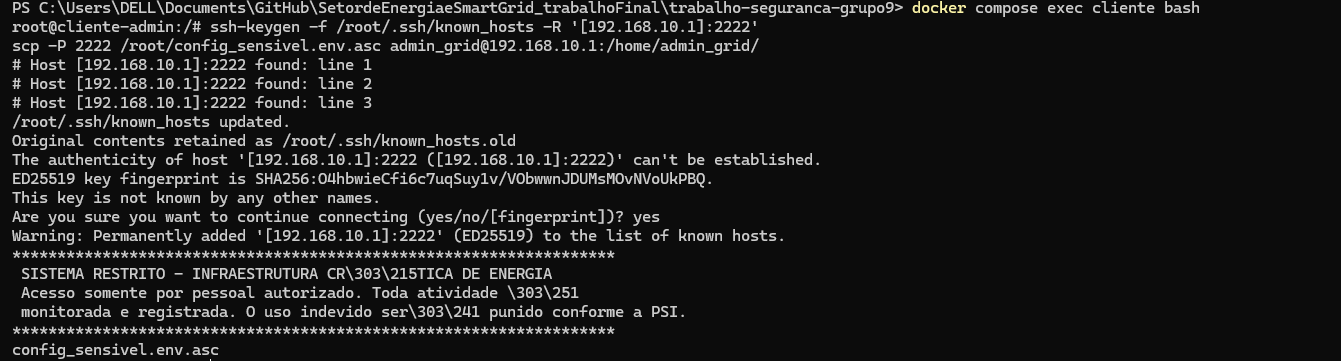 PS C:\Users\DELL\Documents\GitHub\SetordeEnergiaeSmartGrid_trabalhoFinal\trabalho-seguranca-grupo9> docker compose exec cliente bash
root@cliente-admin:/# ssh-keygen -f /root/.ssh/known_hosts -R '[192.168.10.1]:2222'
scp -P 2222 /root/config_sensivel.env.asc admin_grid@192.168.10.1:/home/admin_grid/
# Host [192.168.10.1]:2222 found: line 1
# Host [192.168.10.1]:2222 found: line 2
# Host [192.168.10.1]:2222 found: line 3
/root/.ssh/known_hosts updated.
Original contents retained as /root/.ssh/known_hosts.old
The authenticity of host '[192.168.10.1]:2222 ([192.168.10.1]:2222)' can't be established.
ED25519 key fingerprint is SHA256:O4hbwieCfi6c7uqSuy1v/VObwwnJDUMsMOvNVoUkPBQ.
This key is not known by any other names.
Are you sure you want to continue connecting (yes/no/[fingerprint])? yes
Warning: Permanently added '[192.168.10.1]:2222' (ED25519) to the list of known hosts.
******************************************************************
 SISTEMA RESTRITO - INFRAESTRUTURA CR\303\215TICA DE ENERGIA
 Acesso somente por pessoal autorizado. Toda atividade \303\251
 monitorada e registrada. O uso indevido ser\303\241 punido conforme a PSI.
******************************************************************
config_sensivel.env.asc